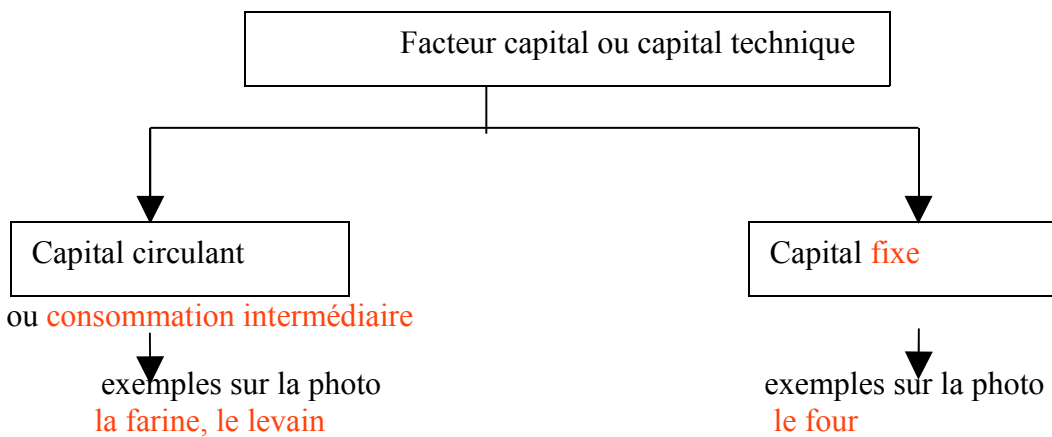 Facteur capital ou capital technique
Capital circulant
ou consommation intermédiaire
exemples sur la photo
la farine, le levain
Capital fixe
exemples sur la photo
le four